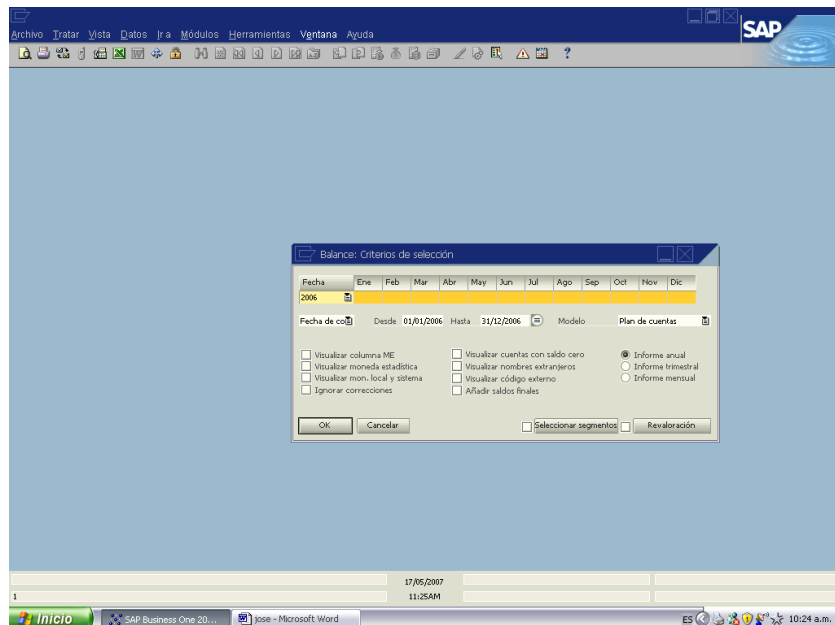 SAP
Archivo Tratar Vista Datos Ir a Módulos Herramientas Ventana Ayuda
Balance: Criterios de selección
Fecha Ene Feb Mar Abr May Jun Jul Ago Sep Oct Nov Dic
2006
Fecha de co Desde 01/01/2006 Hasta 31/12/2006 Modelo Plan de cuentas
Visualizar columna ME Visualizar cuentas con saldo cero Informe anual
Visualizar moneda estadística Visualizar nombres extranjeros Informe trimestral
Visualizar mon. local y sistema Visualizar código externo Informe mensual
Ignorar correcciones Añadir saldos finales
OK Cancelar Seleccionar segmentos Revaloración
17/05/2007
1 11:25AM
Inicio SAP Business One 20... jose - Microsoft Word ES 10:24 a.m.